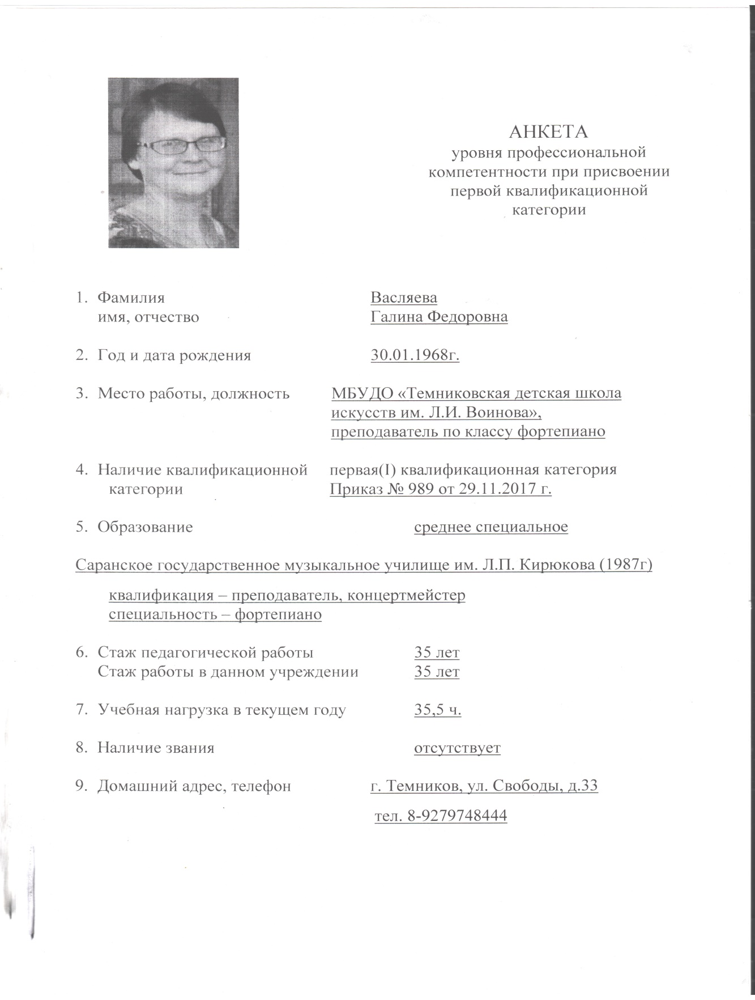 АНКЕТА
уровня профессиональной
компетентности при присвоении
первой квалификационной
категории
1. Фамилия Васляева
имя, отчество Галина Федоровна
2. Год и дата рождения 30.01.1968г.
3. Место работы, должность МБУДО «Темниковская детская школа
искусств им. Л.И. Воинова»,
преподаватель по классу фортепиано
4. Наличие квалификационной первая(I) квалификационная категория
категории Приказ № 989 от 29.11.2017 г.
5. Образование среднее специальное
Саранское государственное музыкальное училище им. Л.П. Кирюкова (1987г)
квалификация – преподаватель, концертмейстер
специальность – фортепиано
6. Стаж педагогической работы 35 лет
Стаж работы в данном учреждении 35 лет
7. Учебная нагрузка в текущем году 35,5 ч.
8. Наличие звания отсутствует
9. Домашний адрес, телефон г. Темников, ул. Свободы, д.33
тел. 8-9279748444